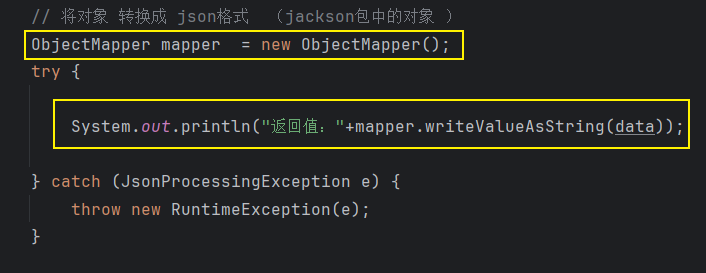 // 将对象 转换成 json格式 （jackson包中的对象 ）
ObjectMapper mapper  = new ObjectMapper();
try {
System.out.println("返回值："+mapper.writeValueAsString(data));
} catch (JsonProcessingException e) {
throw new RuntimeException(e);
}